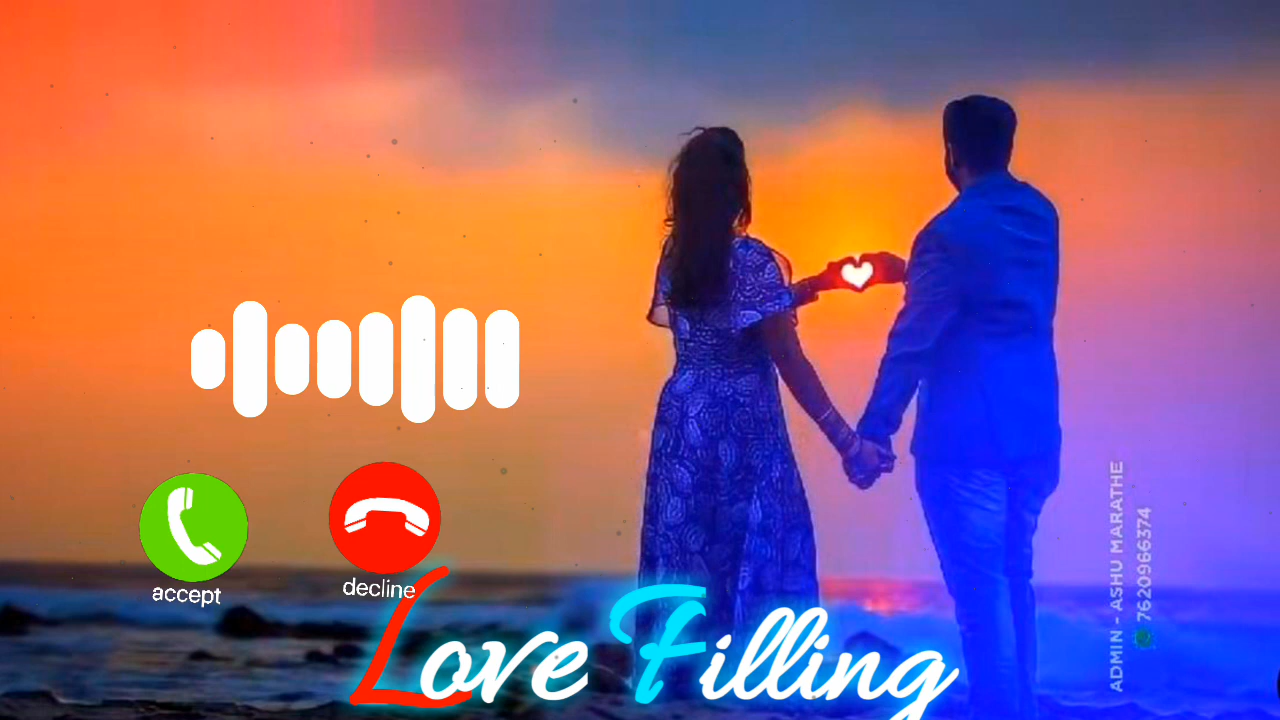 accept
decline
Love Filling
ADMIN - ASHU MARATHE
7620966374